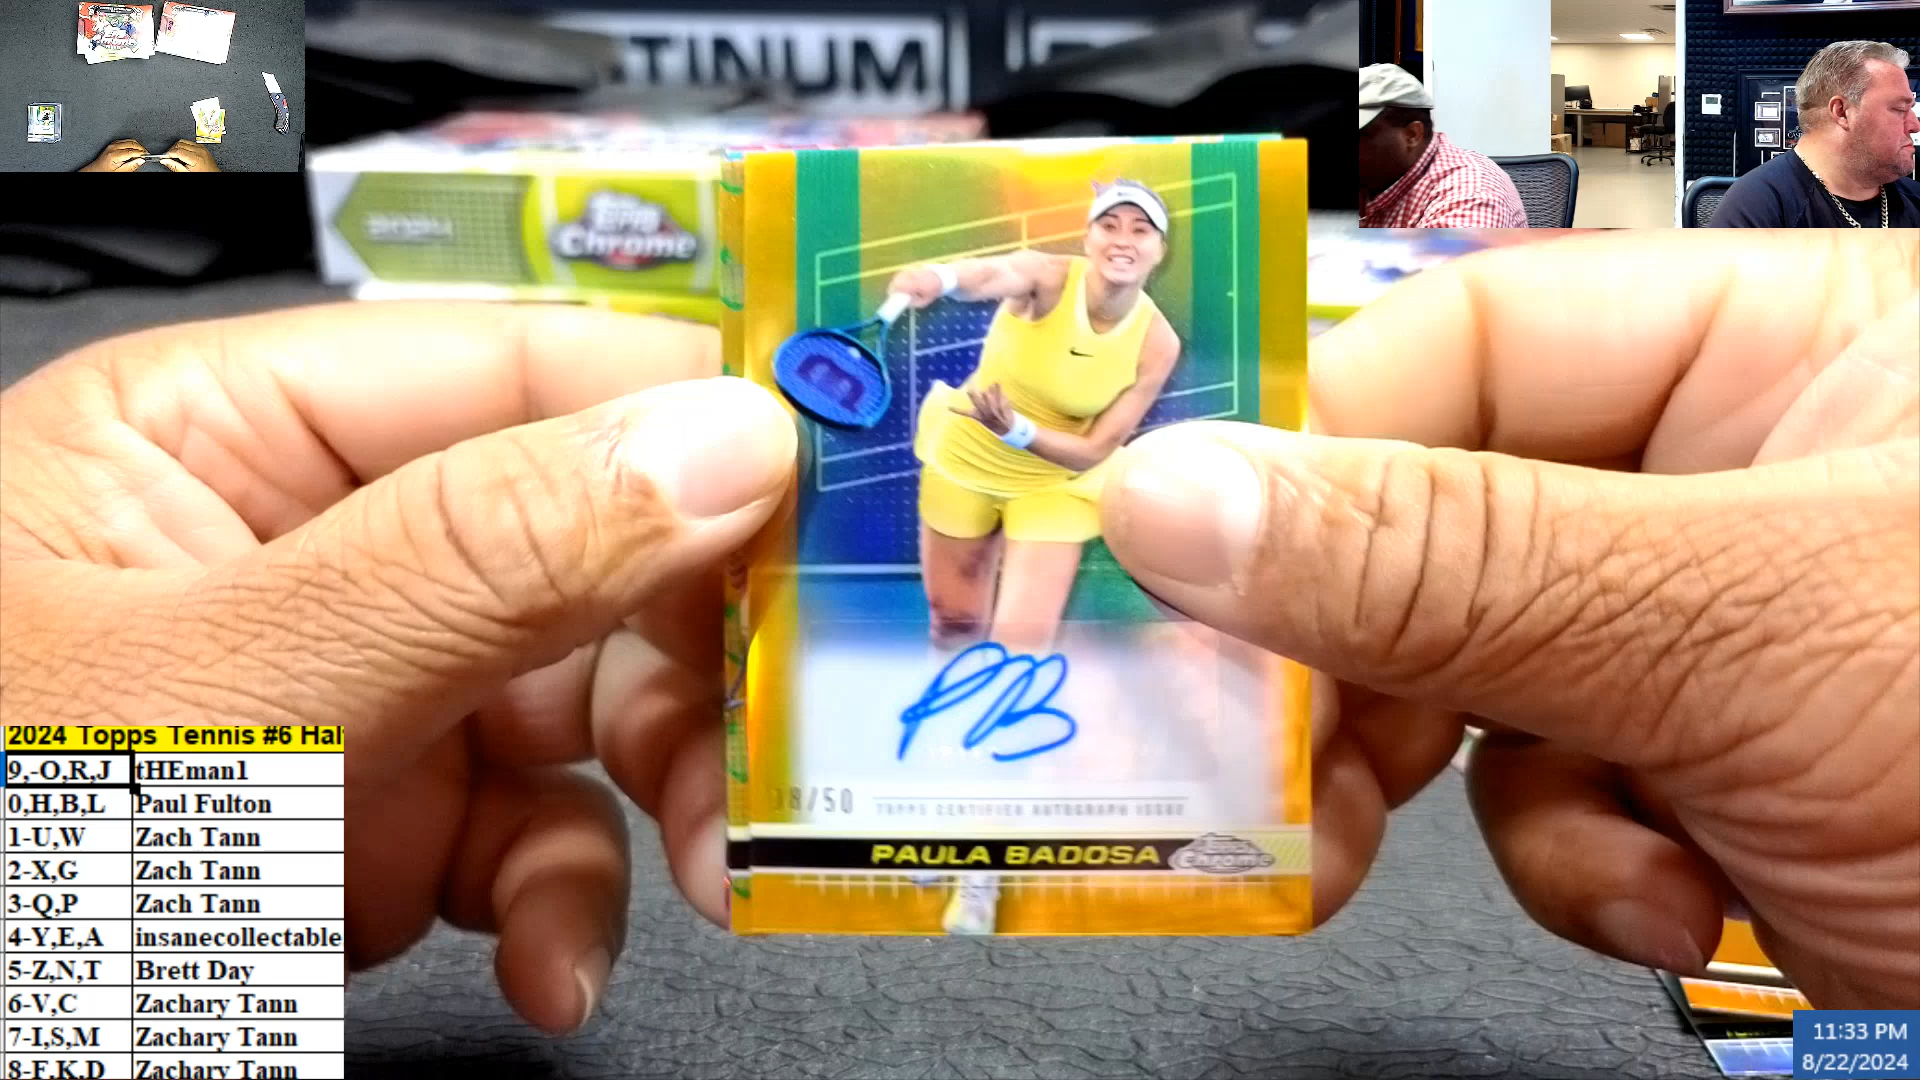 TINUM
Topps
Chrome
18/50
TOPPS CERTIFIED AUTOGRAPH ISSUE
PAULA BADOSA
Topps
Chrome
2024 Topps Tennis #6 Hal
9,-O,R,J tHEman1
0,H,B,L Paul Fulton
1-U,W Zach Tann
2-X,G Zach Tann
3-Q,P Zach Tann
4-Y,E,A insanecollectable
5-Z,N,T Brett Day
6-V,C Zachary Tann
7-I,S,M Zachary Tann
8-F,K,D Zachary Tann
11:33 PM
8/22/2024